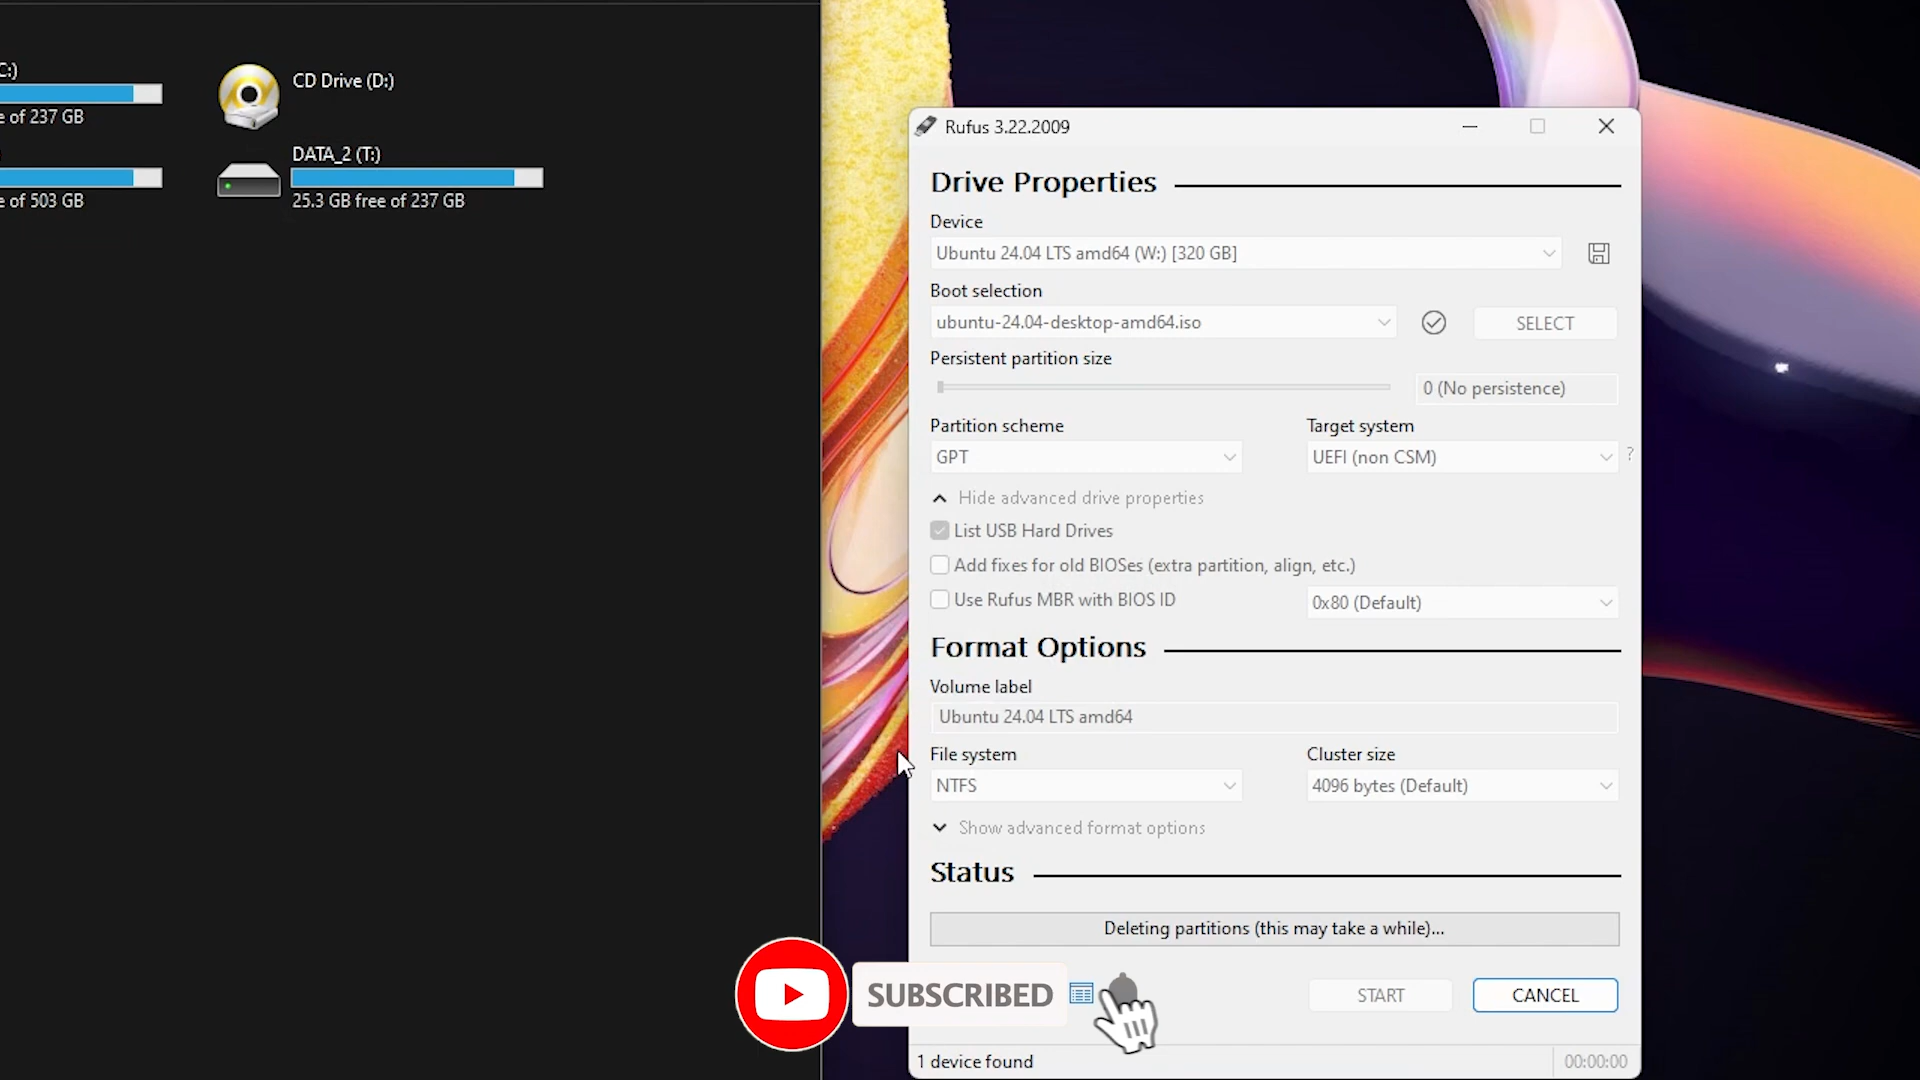 C:)
e of 237 GB
CD Drive (D:)
DATA_2 (T:)
e of 503 GB
25.3 GB free of 237 GB
Rufus 3.22.2009
Drive Properties
Device
Ubuntu 24.04 LTS amd64 (W:) [320 GB]
Boot selection
ubuntu-24.04-desktop-amd64.iso
SELECT
Persistent partition size
0 (No persistence)
Partition scheme
Target system
GPT
UEFI (non CSM)
?
Hide advanced drive properties
List USB Hard Drives
Add fixes for old BIOSes (extra partition, align, etc.)
Use Rufus MBR with BIOS ID
0x80 (Default)
Format Options
Volume label
Ubuntu 24.04 LTS amd64
File system
Cluster size
NTFS
4096 bytes (Default)
Show advanced format options
Status
Deleting partitions (this may take a while)...
SUBSCRIBED
START
CANCEL
1 device found
00:00:00